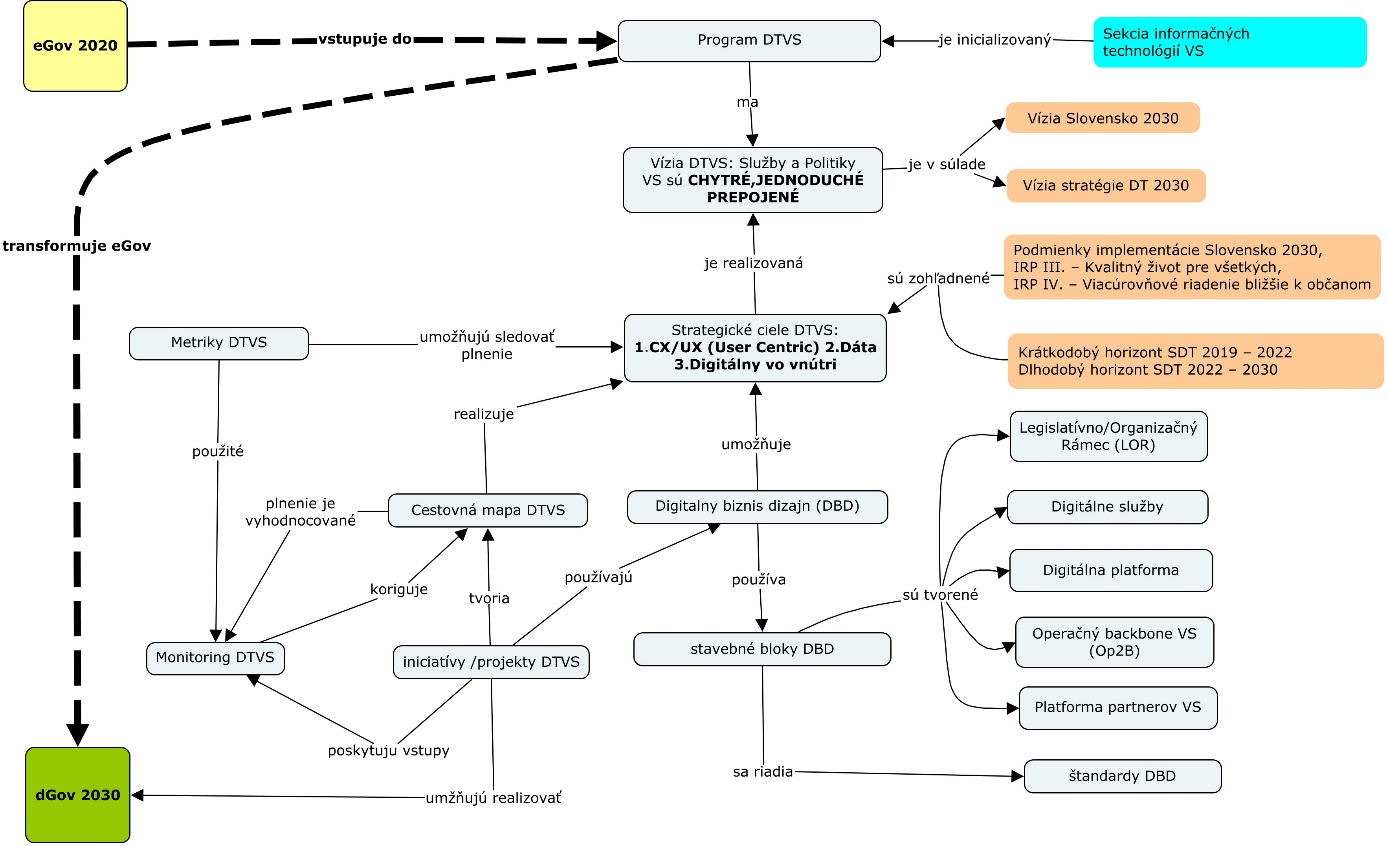 eGov 2020
vstupuje do
Program DTVS
je inicializovaný
Sekcia informačných
technológií VS
ma
Vízia Slovensko 2030
Vízia DTVS: Služby a Politiky
VS sú CHYTRÉ,JEDNODUCHÉ
PREPOJENÉ
je v súlade
Vízia stratégie DT 2030
transformuje eGov
je realizovaná
sú zohľadnené
Podmienky implementácie Slovensko 2030,
IRP III. – Kvalitný život pre všetkých,
IRP IV. – Viacúrovňové riadenie bližšie k občanom
Metriky DTVS
umožňujú sledovať
plnenie
Strategické ciele DTVS:
1.CX/UX (User Centric) 2.Dáta
3.Digitálny vo vnútri
Krátkodobý horizont SDT 2019 – 2022
Dlhodobý horizont SDT 2022 – 2030
realizuje
použité
umožňuje
Legislatívno/Organizačný
Rámec (LOR)
plnenie je
vyhodnocované
Cestovná mapa DTVS
Digitalny biznis dizajn (DBD)
Digitálne služby
koriguje
tvoria
používajú
používa
sú tvorené
Digitálna platforma
Monitoring DTVS
iniciatívy /projekty DTVS
stavebné bloky DBD
Operačný backbone VS
(Op2B)
Platforma partnerov VS
poskytuju vstupy
sa riadia
štandardy DBD
dGov 2030
umžňujú realizovať